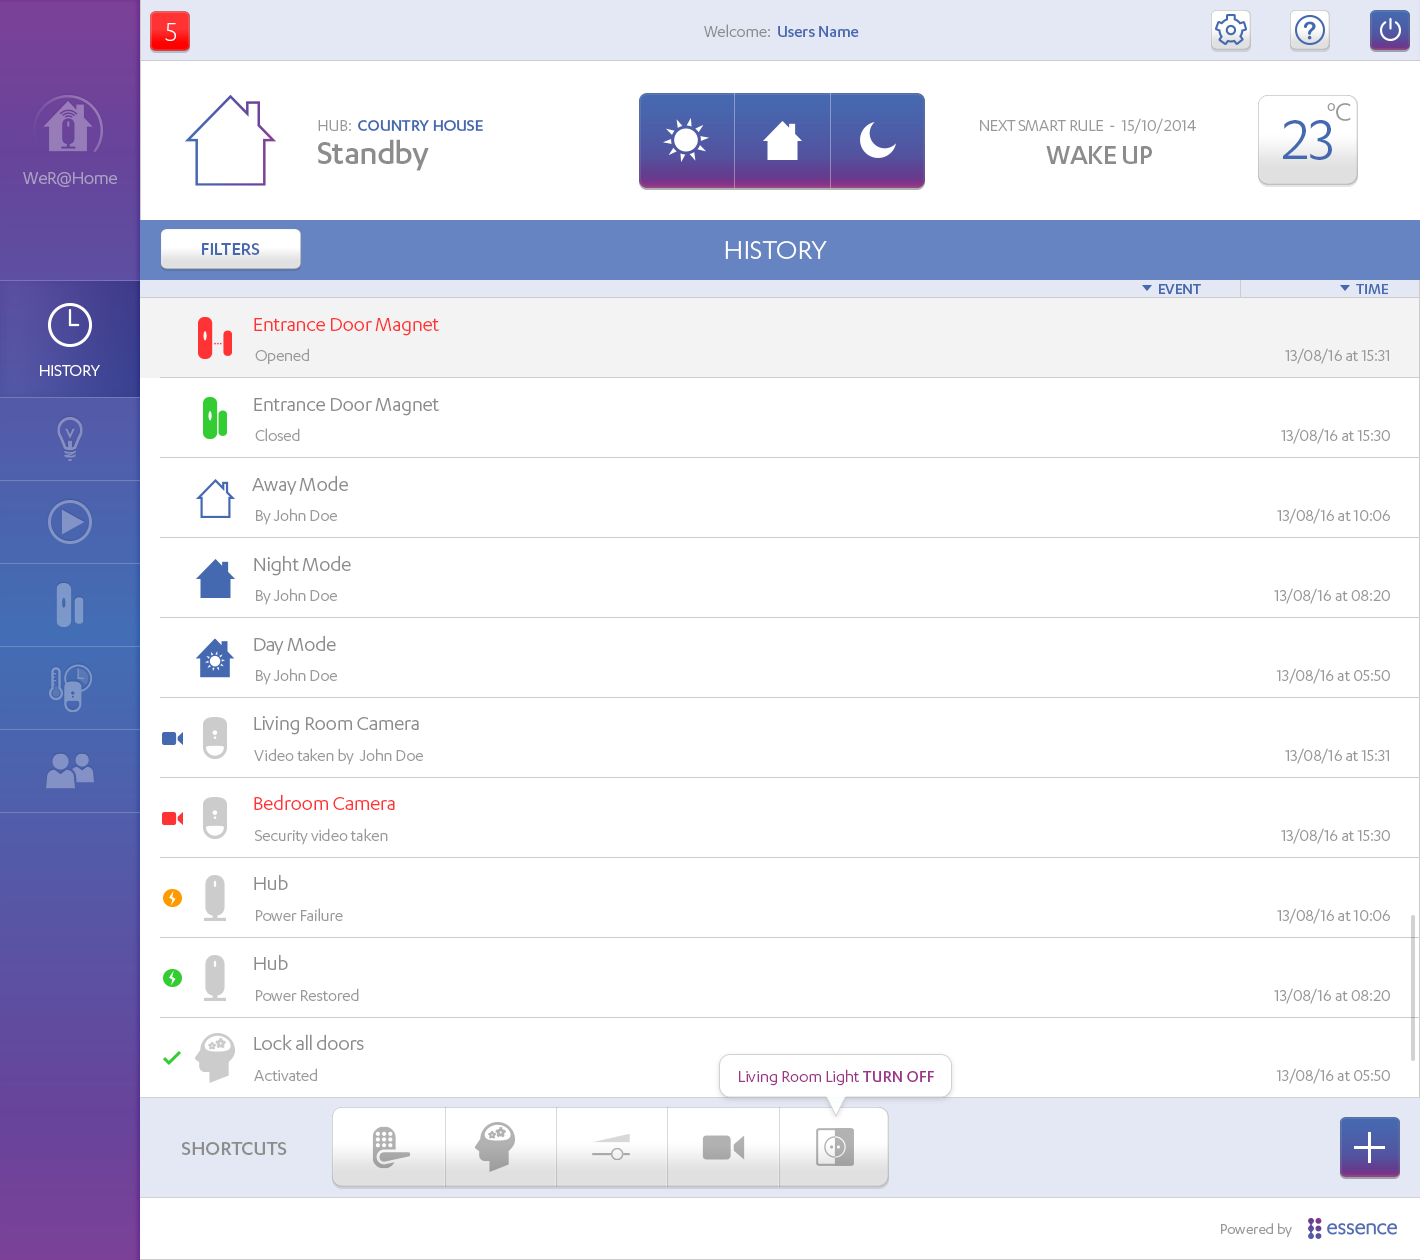 5
Welcome: Users Name
WeR@Home
HUB: COUNTRY HOUSE
Standby
NEXT SMART RULE - 15/10/2014
WAKE UP
23°C
FILTERS
HISTORY
EVENT
TIME
HISTORY
Entrance Door Magnet
Opened
13/08/16 at 15:31
Entrance Door Magnet
Closed
13/08/16 at 15:30
Away Mode
By John Doe
13/08/16 at 10:06
Night Mode
By John Doe
13/08/16 at 08:20
Day Mode
By John Doe
13/08/16 at 05:50
Living Room Camera
Video taken by John Doe
13/08/16 at 15:31
Bedroom Camera
Security video taken
13/08/16 at 15:30
Hub
Power Failure
13/08/16 at 10:06
Hub
Power Restored
13/08/16 at 08:20
Lock all doors
Activated
13/08/16 at 05:50
Living Room Light TURN OFF
SHORTCUTS
Powered by essence